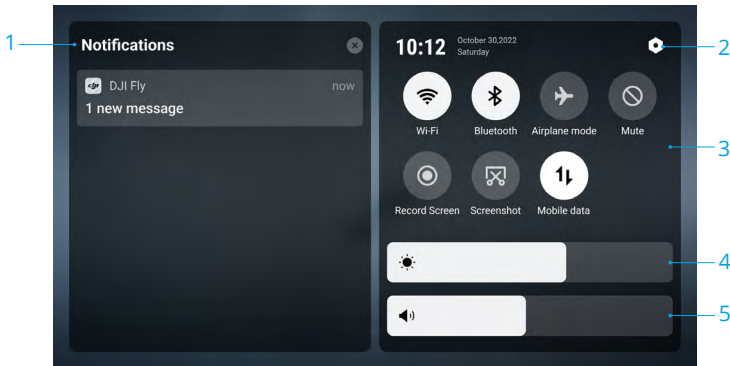 1
Notifications
DJI Fly
now
1 new message
10:12
October 30,2022
Saturday
Wi-Fi
Bluetooth
Airplane mode
Mute
Record Screen
Screenshot
Mobile data
2
3
4
5